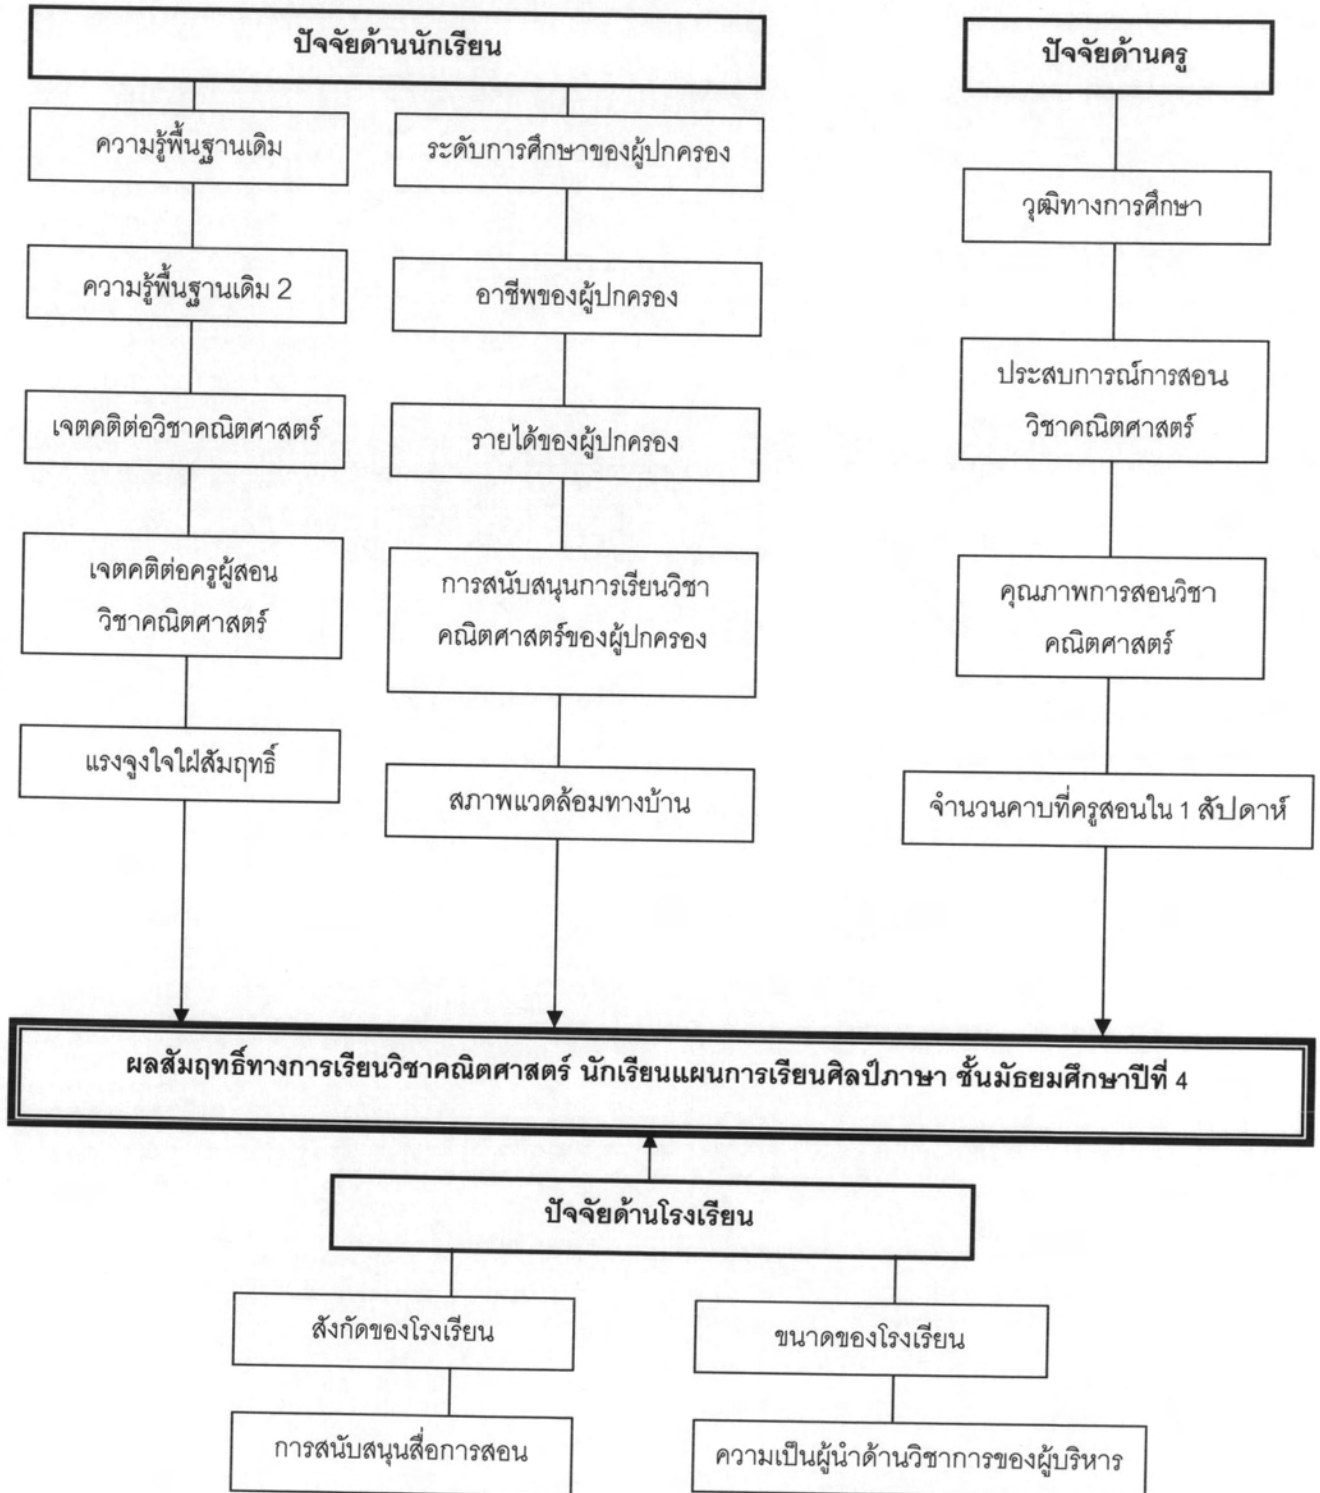 ปัจจัยด้านนักเรียน
ความรู้พื้นฐานเดิม
ความรู้พื้นฐานเดิม 2
เจตคติต่อวิชาคณิตศาสตร์
เจตคติต่อครูผู้สอน
วิชาคณิตศาสตร์
แรงจูงใจใฝ่สัมฤทธิ์
ระดับการศึกษาของผู้ปกครอง
อาชีพของผู้ปกครอง
รายได้ของผู้ปกครอง
การสนับสนุนการเรียนวิชา
คณิตศาสตร์ของผู้ปกครอง
สภาพแวดล้อมทางบ้าน
ปัจจัยด้านครู
วุฒิทางการศึกษา
ประสบการณ์การสอน
วิชาคณิตศาสตร์
คุณภาพการสอนวิชา
คณิตศาสตร์
จำนวนคาบที่ครูสอนใน 1 สัปดาห์
ผลสัมฤทธิ์ทางการเรียนวิชาคณิตศาสตร์ นักเรียนแผนการเรียนศิลป์ภาษา ชั้นมัธยมศึกษาปีที่ 4
ปัจจัยด้านโรงเรียน
สังกัดของโรงเรียน
การสนับสนุนสื่อการสอน
ขนาดของโรงเรียน
ความเป็นผู้นำด้านวิชาการของผู้บริหาร